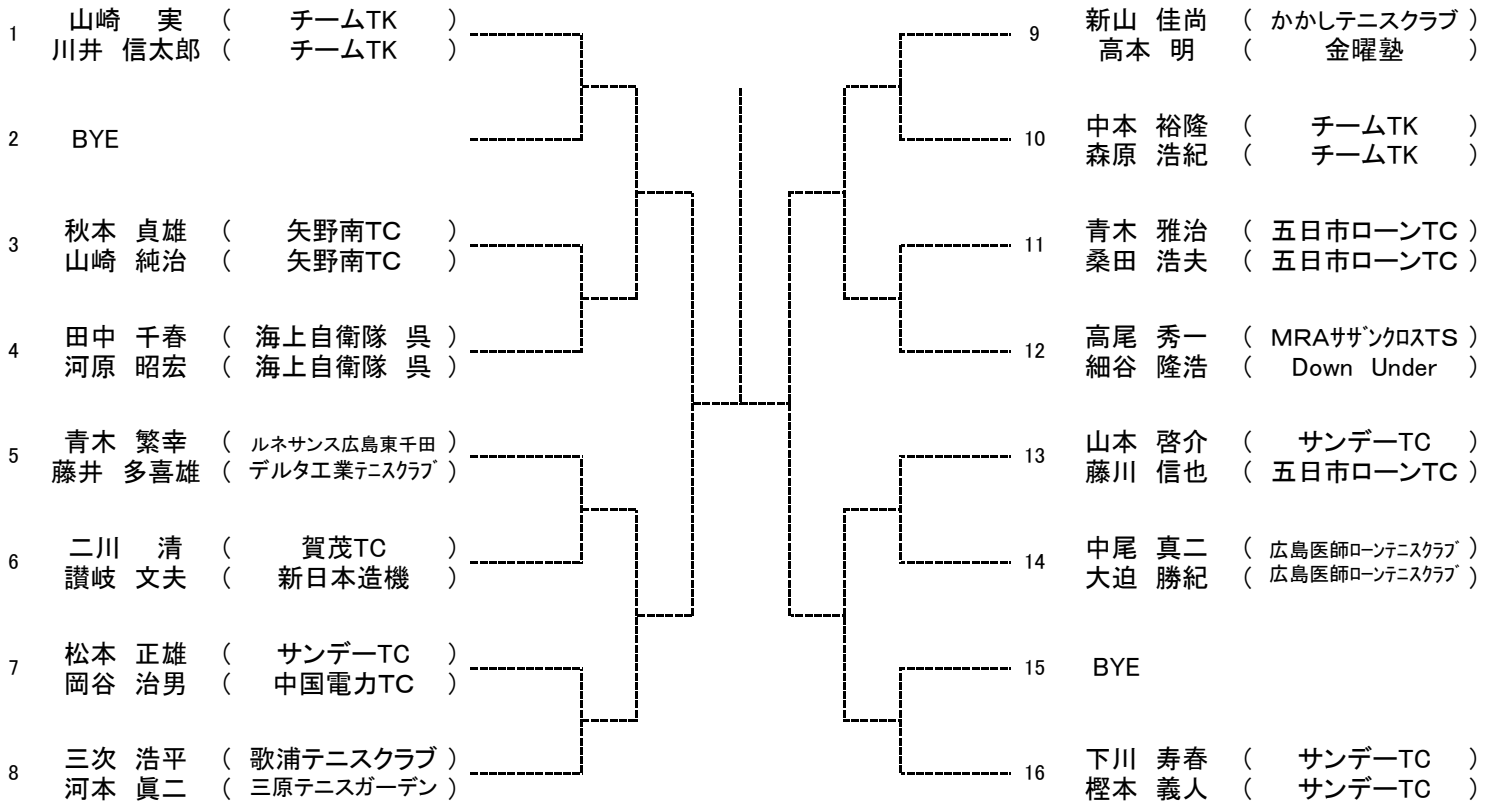 1 山崎 実 ( チームTK )
川井 信太郎 ( チームTK )
2 BYE
3 秋本 貞雄 ( 矢野南TC )
山崎 純治 ( 矢野南TC )
4 田中 千春 ( 海上自衛隊 呉 )
河原 昭宏 ( 海上自衛隊 呉 )
5 青木 繁幸 ( ルネサンス広島東千田 )
藤井 多喜雄 ( デルタ工業テニスクラブ )
6 二川 清 ( 賀茂TC )
讃岐 文夫 ( 新日本造機 )
7 松本 正雄 ( サンデーTC )
岡谷 治男 ( 中国電力TC )
8 三次 浩平 ( 歌浦テニスクラブ )
河本 眞二 ( 三原テニスガーデン )
9 新山 佳尚 ( かかしテニスクラブ )
高本 明 ( 金曜塾 )
10 中本 裕隆 ( チームTK )
森原 浩紀 ( チームTK )
11 青木 雅治 ( 五日市ローンTC )
桑田 浩夫 ( 五日市ローンTC )
12 高尾 秀一 ( MRAサザンクロスTS )
細谷 隆浩 ( Down Under )
13 山本 啓介 ( サンデーTC )
藤川 信也 ( 五日市ローンTC )
14 中尾 真二 ( 広島医師ローンテニスクラブ )
大迫 勝紀 ( 広島医師ローンテニスクラブ )
15 BYE
16 下川 寿春 ( サンデーTC )
樫本 義人 ( サンデーTC )